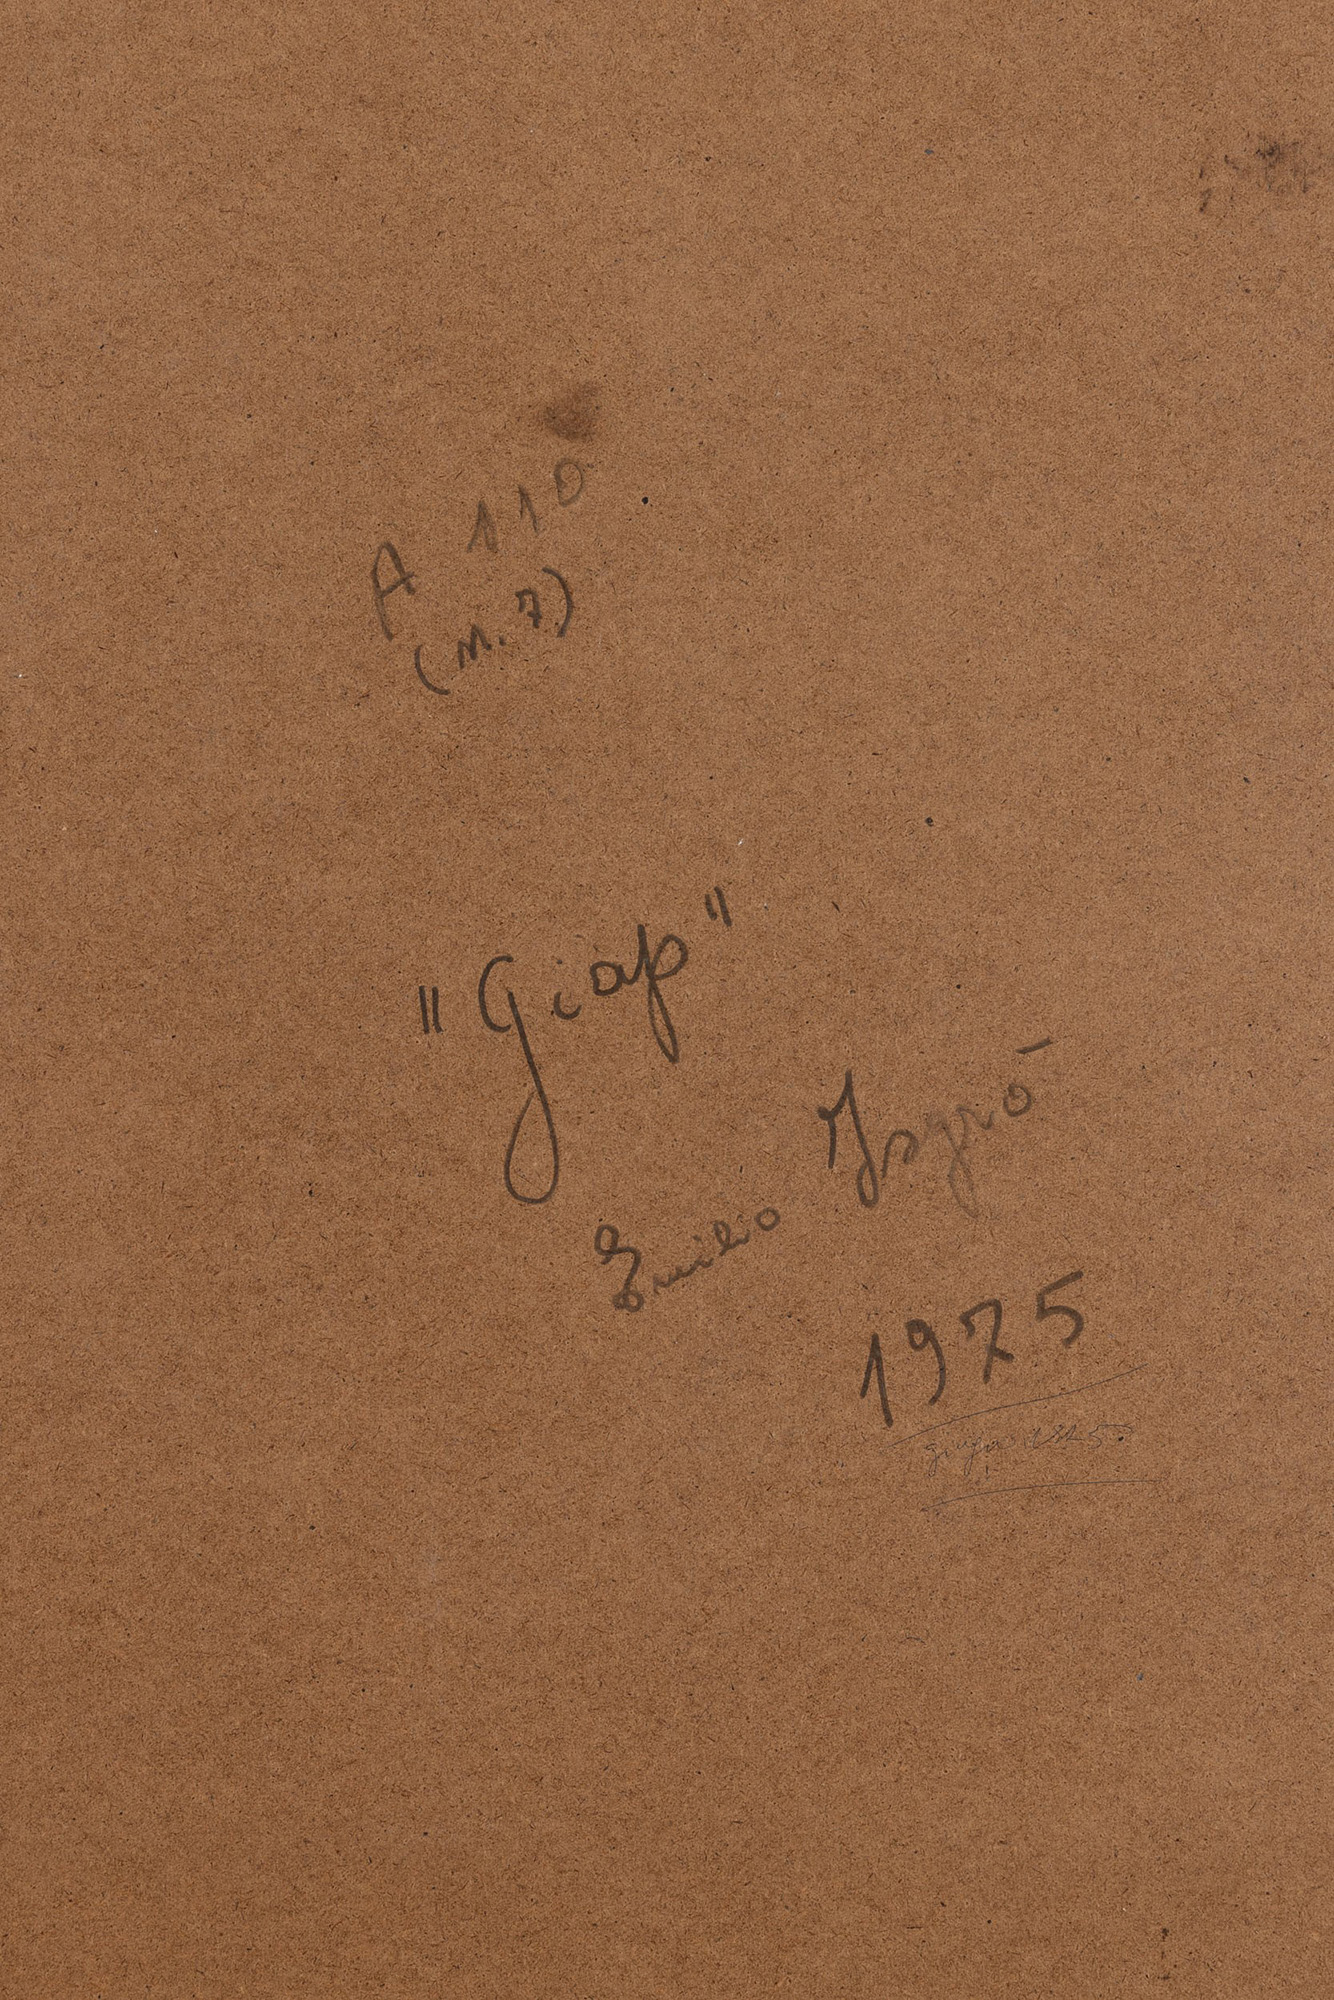 A 110
(M. 7)
"Giap"
Emilio Isgrò
1975